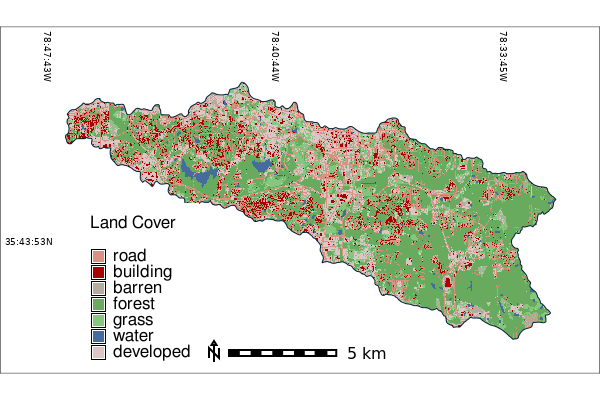 78:47:43W
78:40:44W
78:33:45W
35:43:53N
Land Cover
road
building
barren
forest
grass
water
developed
N
5 km